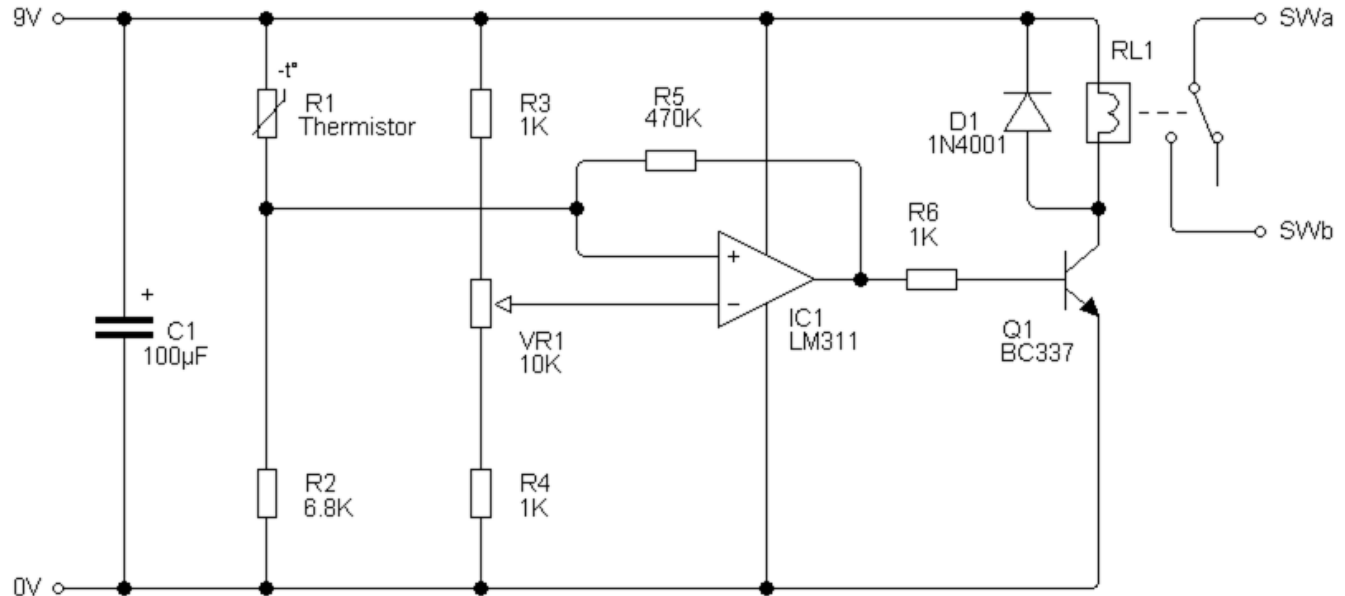 9V
SWa
RL1
-t°
R1
Thermistor
R3
1K
R5
470K
D1
1N4001
R6
1K
SWb
+
C1
100µF
VR1
10K
+
−
IC1
LM311
Q1
BC337
R2
6.8K
R4
1K
0V